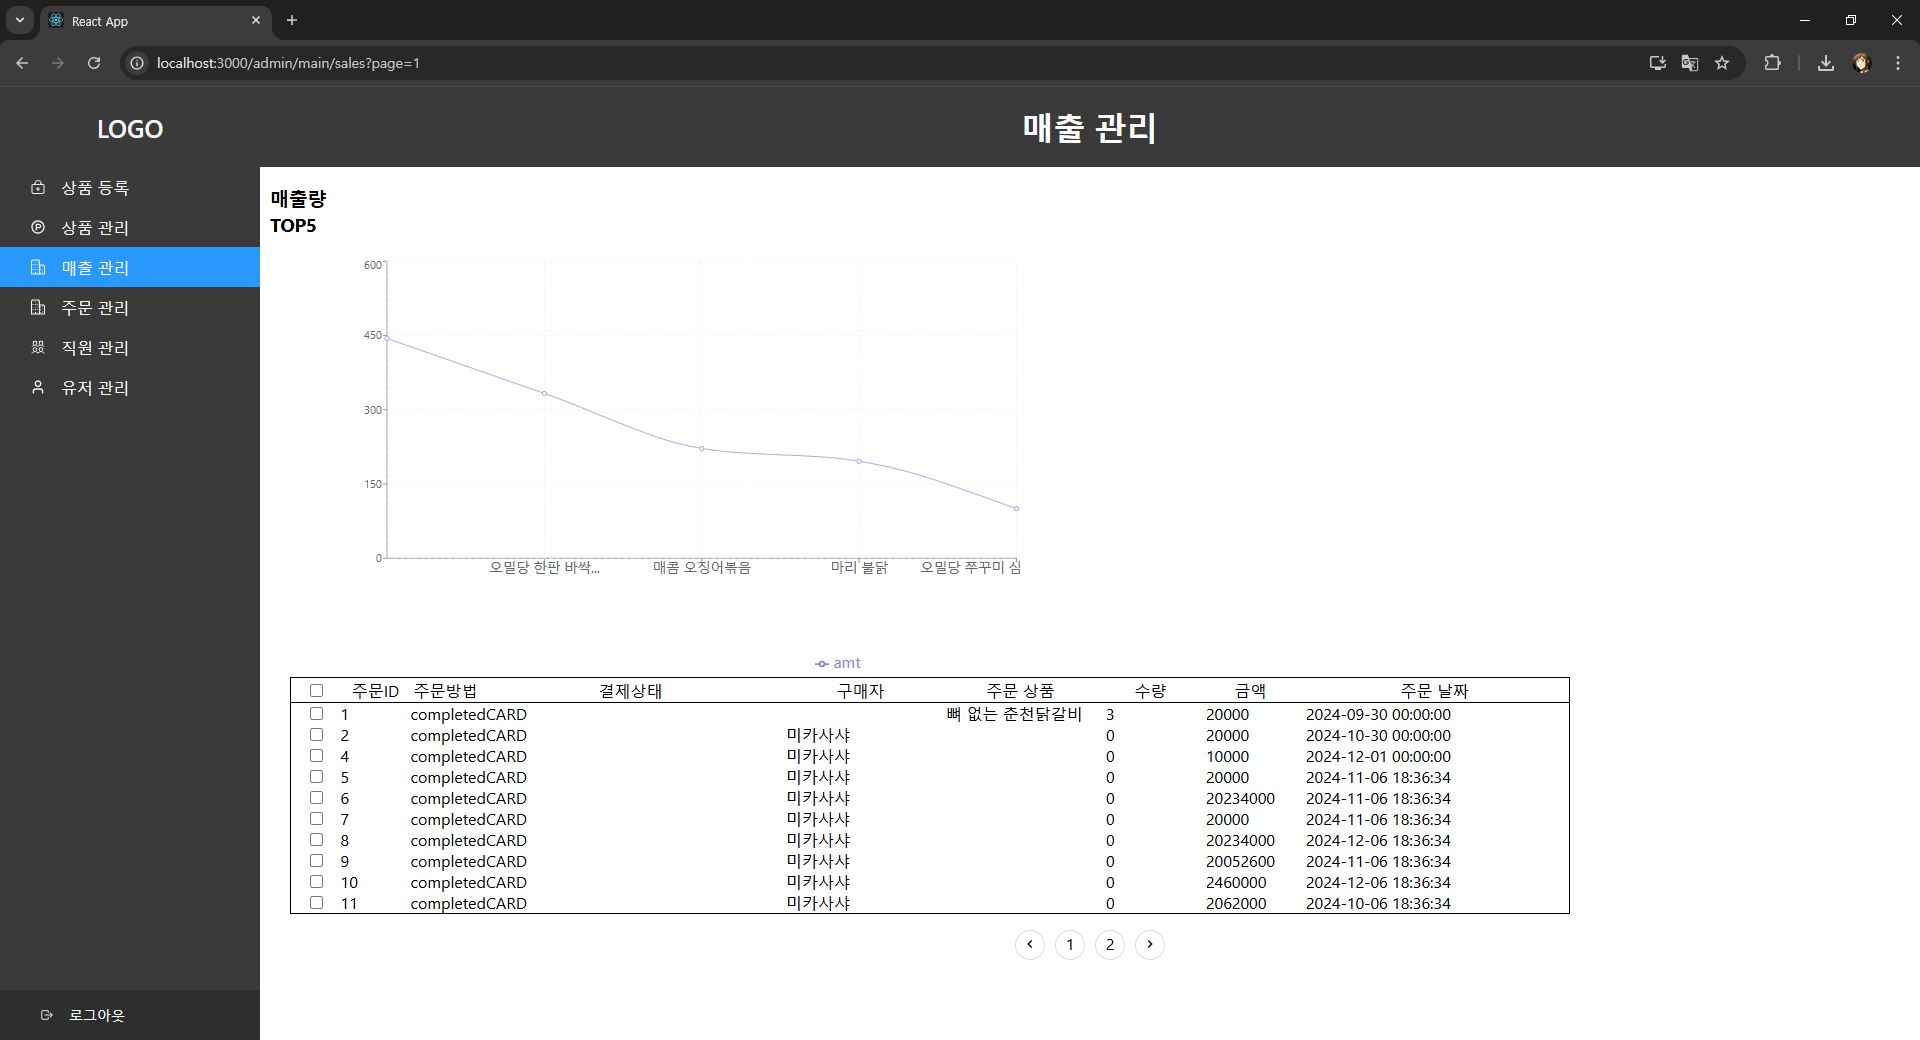 React App
localhost:3000/admin/main/sales?page=1
LOGO
매출 관리
상품 등록
상품 관리
매출 관리
주문 관리
직원 관리
유저 관리
로그아웃
매출량
TOP5
600
450
300
150
0
오밀당 한판 바싹... 매콤 오징어볶음 마리 불닭 오밀당 쭈꾸미 심
amt
주문ID 주문방법 결제상태 구매자 주문 상품 수량 금액 주문 날짜
1 completedCARD 뼈 없는 춘천닭갈비 3 20000 2024-09-30 00:00:00
2 completedCARD 미카사샤 0 20000 2024-10-30 00:00:00
4 completedCARD 미카사샤 0 10000 2024-12-01 00:00:00
5 completedCARD 미카사샤 0 20000 2024-11-06 18:36:34
6 completedCARD 미카사샤 0 20234000 2024-11-06 18:36:34
7 completedCARD 미카사샤 0 20000 2024-11-06 18:36:34
8 completedCARD 미카사샤 0 20234000 2024-12-06 18:36:34
9 completedCARD 미카사샤 0 20052600 2024-11-06 18:36:34
10 completedCARD 미카사샤 0 2460000 2024-12-06 18:36:34
11 completedCARD 미카사샤 0 2062000 2024-10-06 18:36:34
1 2